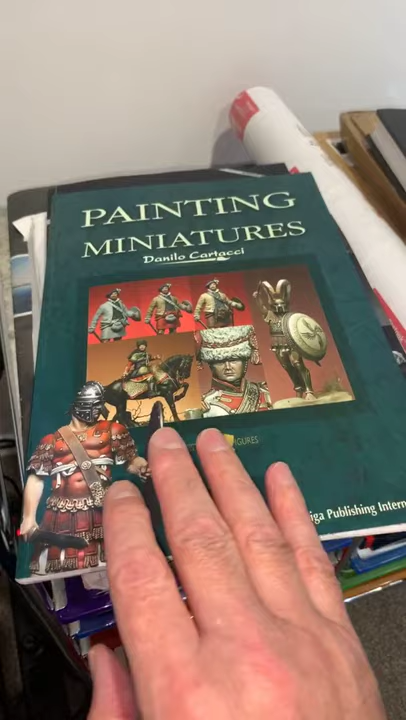 PAINTING
MINIATURES
Danilo Cartacci
FIGURES
iga Publishing Intern